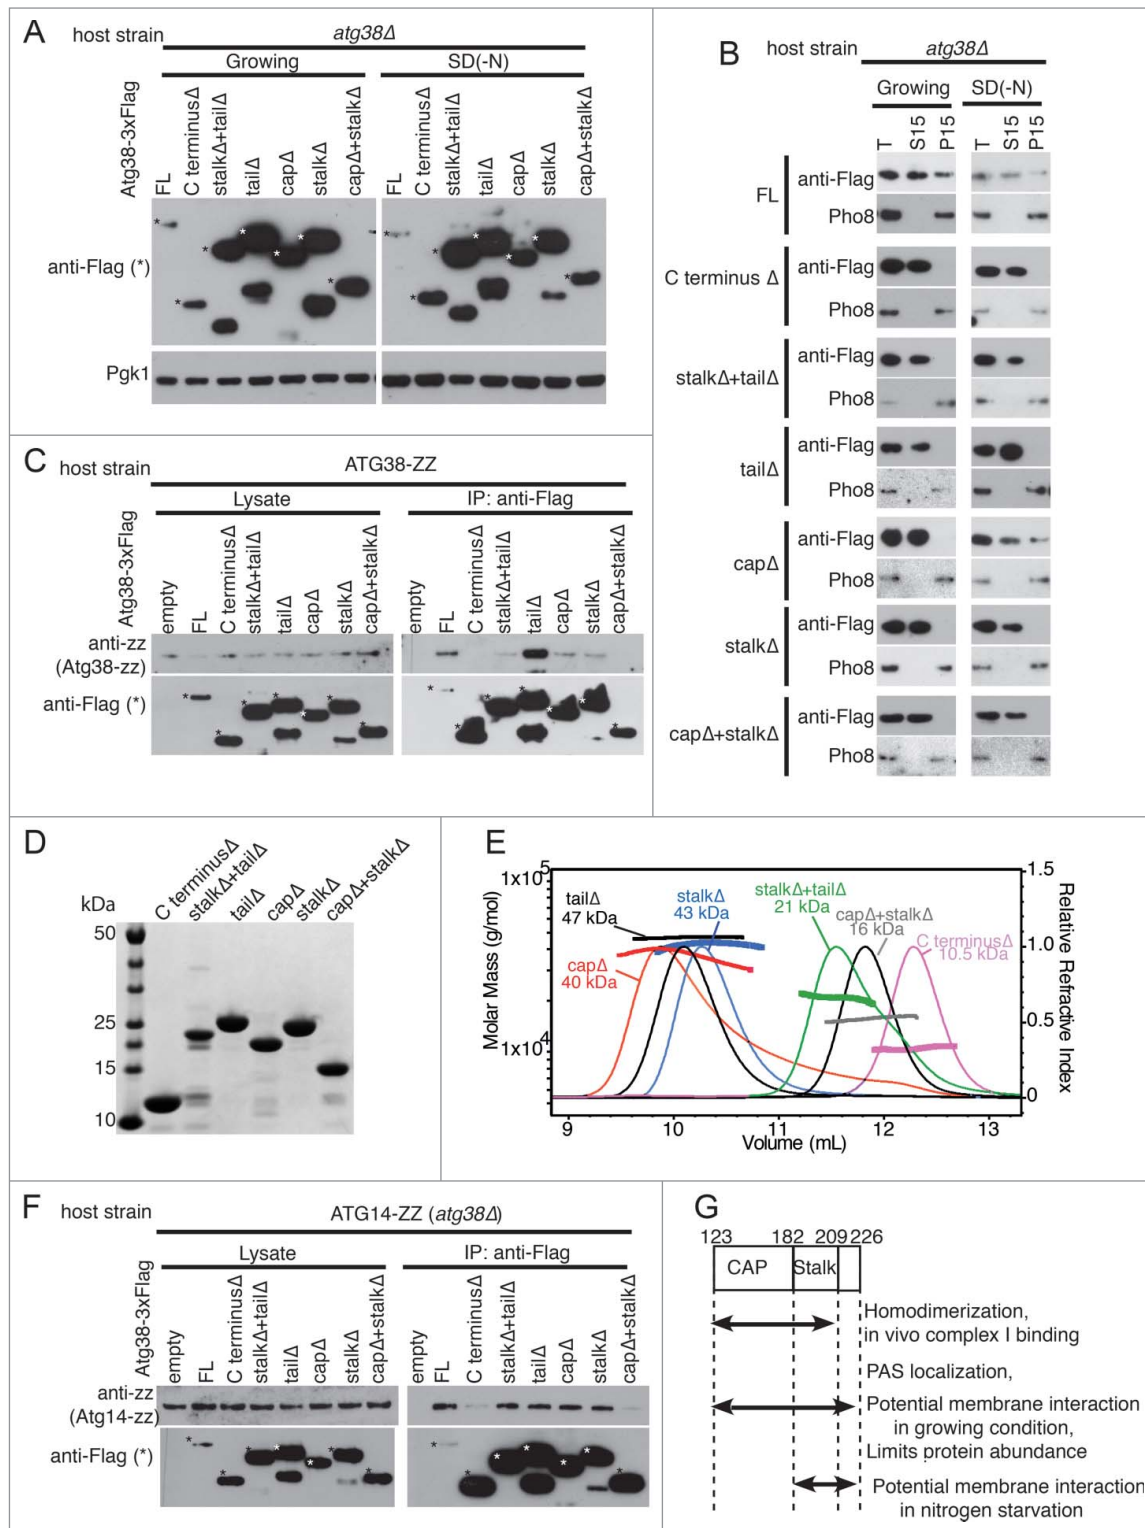 A
host strain
atg38Δ
Growing
SD(-N)
Atg38-3xFlag
FL
C terminusΔ
stalkΔ+tailΔ
tailΔ
capΔ
stalkΔ
capΔ+stalkΔ
FL
C terminusΔ
stalkΔ+tailΔ
tailΔ
capΔ
stalkΔ
capΔ+stalkΔ
anti-Flag (*)
Pgk1
B
host strain
atg38Δ
Growing
SD(-N)
T
S15
P15
T
S15
P15
FL
anti-Flag
Pho8
C terminus Δ
anti-Flag
Pho8
stalkΔ+tailΔ
anti-Flag
Pho8
tailΔ
anti-Flag
Pho8
capΔ
anti-Flag
Pho8
stalkΔ
anti-Flag
Pho8
capΔ+stalkΔ
anti-Flag
Pho8
C
host strain
ATG38-ZZ
Lysate
IP: anti-Flag
Atg38-3xFlag
empty
FL
C terminusΔ
stalkΔ+tailΔ
tailΔ
capΔ
stalkΔ
capΔ+stalkΔ
empty
FL
C terminusΔ
stalkΔ+tailΔ
tailΔ
capΔ
stalkΔ
capΔ+stalkΔ
anti-zz
(Atg38-zz)
anti-Flag (*)
D
kDa
C terminusΔ
stalkΔ+tailΔ
tailΔ
capΔ
stalkΔ
capΔ+stalkΔ
50
25
15
10
E
Molar Mass (g/mol)
1x10⁵
1x10⁴
tailΔ
47 kDa
stalkΔ
43 kDa
capΔ
40 kDa
stalkΔ+tailΔ
21 kDa
capΔ+stalkΔ
16 kDa
C terminusΔ
10.5 kDa
1.5
1.0
0.5
0
Relative Refractive Index
9
10
11
12
13
Volume (mL)
F
host strain
ATG14-ZZ (atg38Δ)
Lysate
IP: anti-Flag
Atg38-3xFlag
empty
FL
C terminusΔ
stalkΔ+tailΔ
tailΔ
capΔ
stalkΔ
capΔ+stalkΔ
empty
FL
C terminusΔ
stalkΔ+tailΔ
tailΔ
capΔ
stalkΔ
capΔ+stalkΔ
anti-zz
(Atg14-zz)
anti-Flag (*)
G
123
182
209
226
CAP
Stalk
Homodimerization,
in vivo complex I binding
PAS localization,
Potential membrane interaction
in growing condition,
Limits protein abundance
Potential membrane interaction
in nitrogen starvation